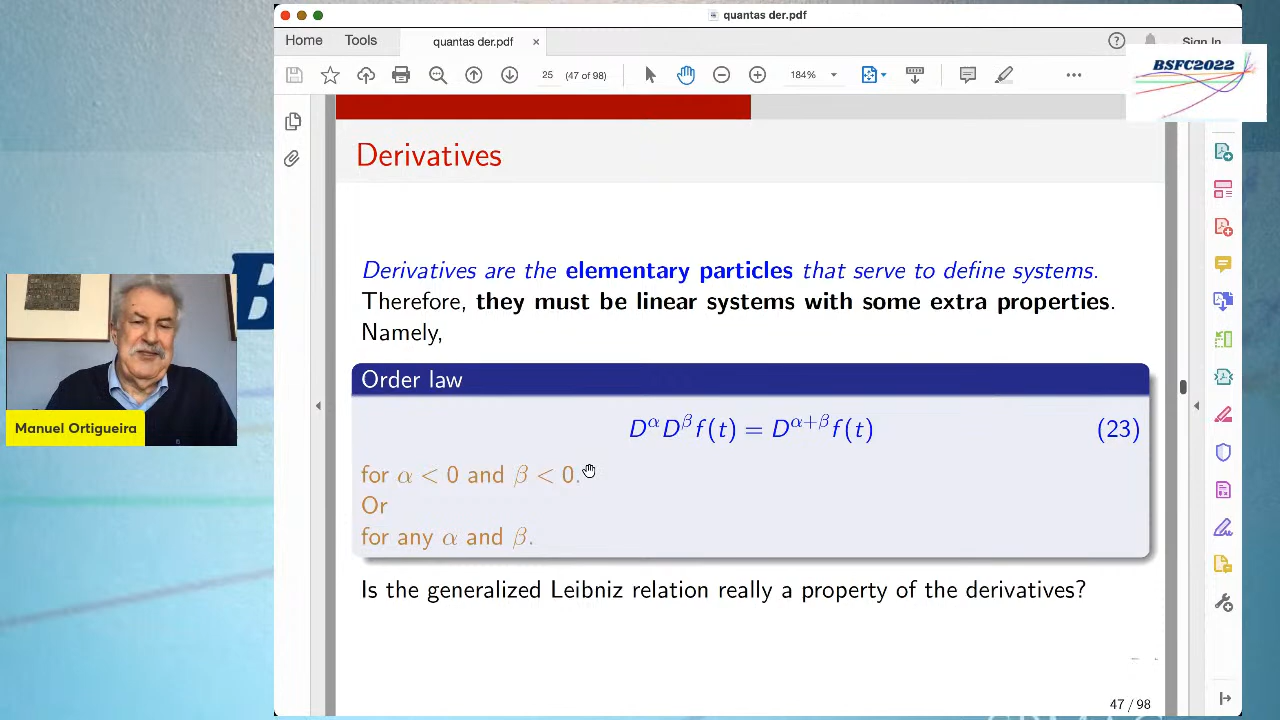 quantas der.pdf
Home
Tools
quantas der.pdf
×
?
Sign In
BSFC2022
(47 of 98)
184%
Derivatives
Derivatives are the elementary particles that serve to define systems.
Therefore, they must be linear systems with some extra properties.
Namely,
Order law
D^α D^β f(t) = D^{α+β} f(t) (23)
for α < 0 and β < 0.
Or
for any α and β.
Is the generalized Leibniz relation really a property of the derivatives?
47 / 98
Manuel Ortigueira